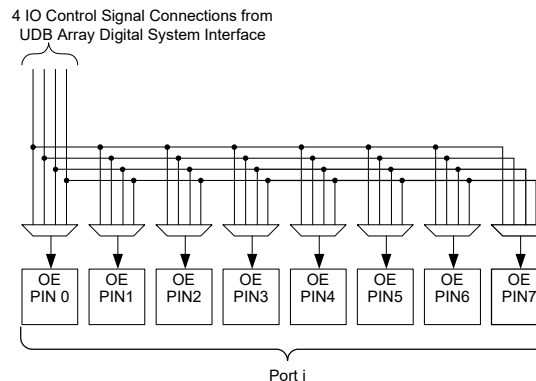 4 IO Control Signal Connections from
UDB Array Digital System Interface
OE
PIN 0
OE
PIN1
OE
PIN2
OE
PIN3
OE
PIN4
OE
PIN5
OE
PIN6
OE
PIN7
Port i